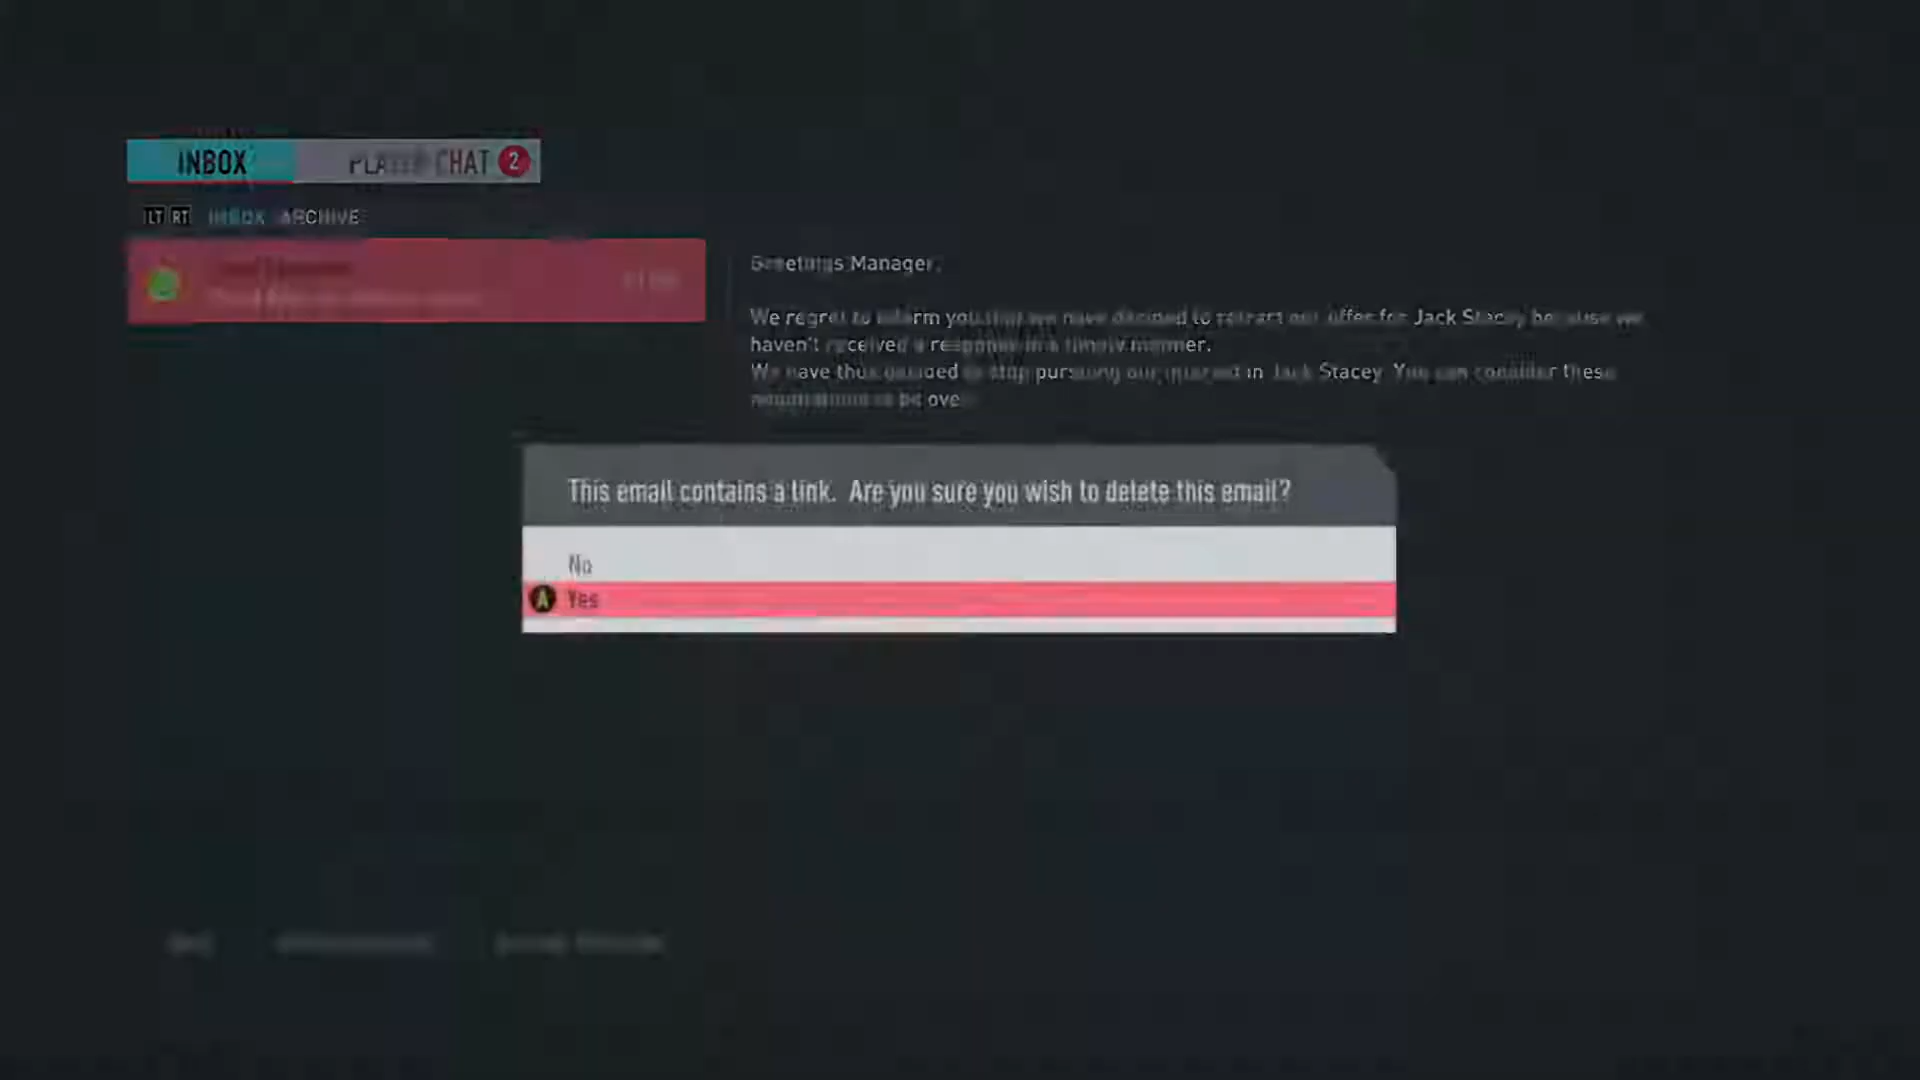 INBOX PLAYER CHAT 2
LT RT INBOX ARCHIVE
Greetings Manager,
We regret to inform you that we have decided to retract our offer for Jack Stacey because we
haven't received a response in a timely manner.
We have thus decided to stop pursuing our interest in Jack Stacey. You can consider these
negotiations to be over.
This email contains a link. Are you sure you wish to delete this email?
No
A Yes